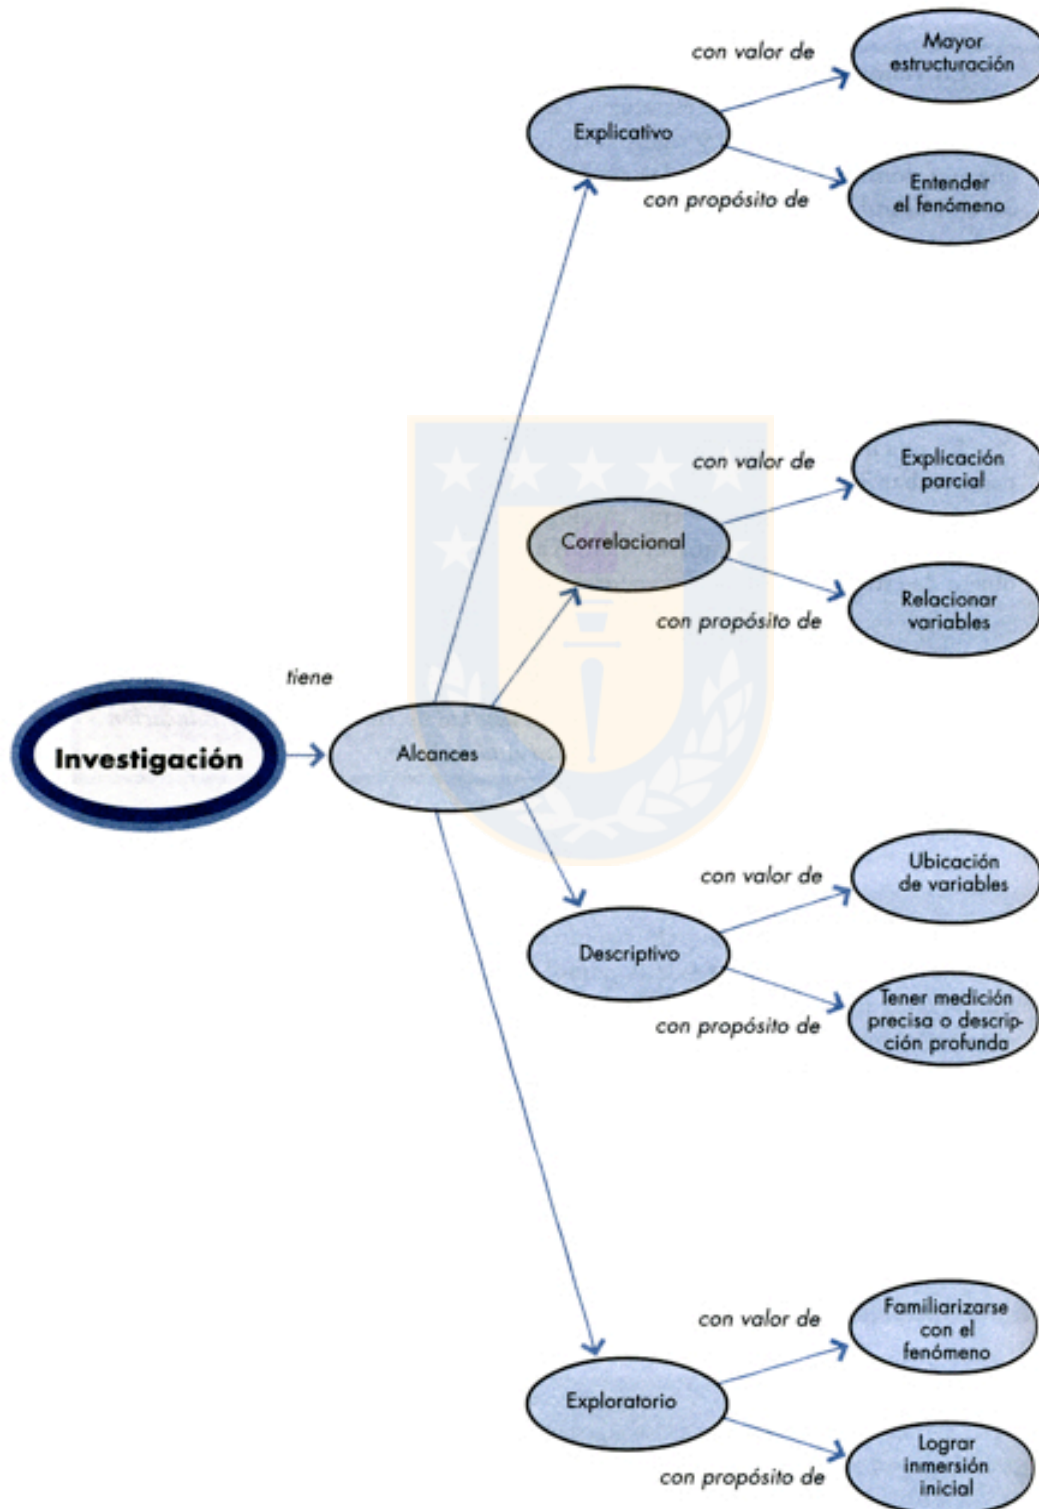 con valor de
Mayor
estructuración
Explicativo
con propósito de
Entender
el fenómeno
con valor de
Explicación
parcial
Correlacional
con propósito de
Relacionar
variables
tiene
Investigación
Alcances
con valor de
Ubicación
de variables
Descriptivo
con propósito de
Tener medición
precisa o descrip-
ción profunda
con valor de
Familiarizarse
con el
fenómeno
Exploratorio
con propósito de
Lograr
inmersión
inicial